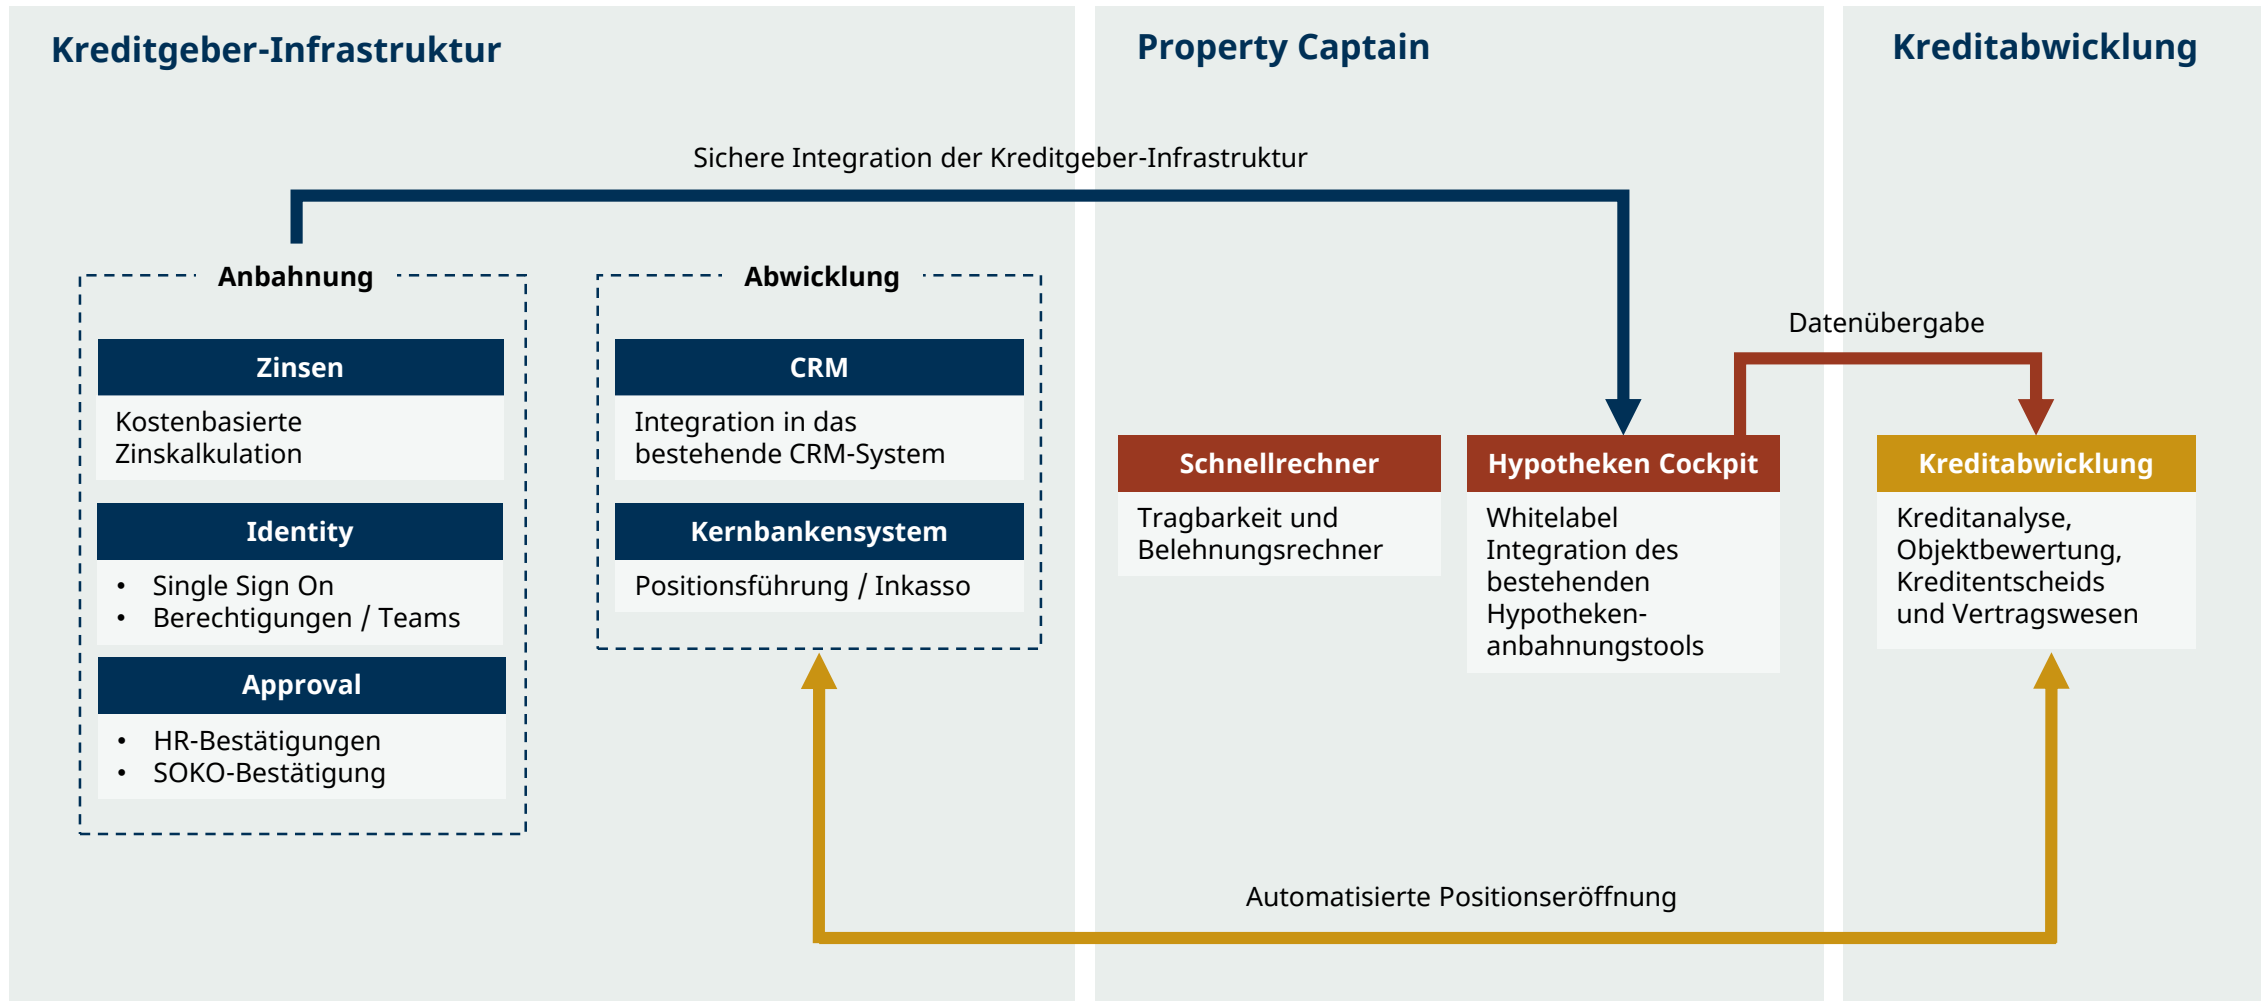 Kreditgeber-Infrastruktur
Property Captain
Kreditabwicklung
Sichere Integration der Kreditgeber-Infrastruktur
Anbahnung
Zinsen
Kostenbasierte
Zinskalkulation
Identity
• Single Sign On
• Berechtigungen / Teams
Approval
• HR-Bestätigungen
• SOKO-Bestätigung
Abwicklung
CRM
Integration in das
bestehende CRM-System
Kernbankensystem
Positionsführung / Inkasso
Schnellrechner
Tragbarkeit und
Belehnungsrechner
Hypotheken Cockpit
Whitelabel
Integration des
bestehenden
Hypotheken-
anbahnungstools
Datenübergabe
Kreditabwicklung
Kreditanalyse,
Objektbewertung,
Kreditentscheids
und Vertragswesen
Automatisierte Positionseröffnung